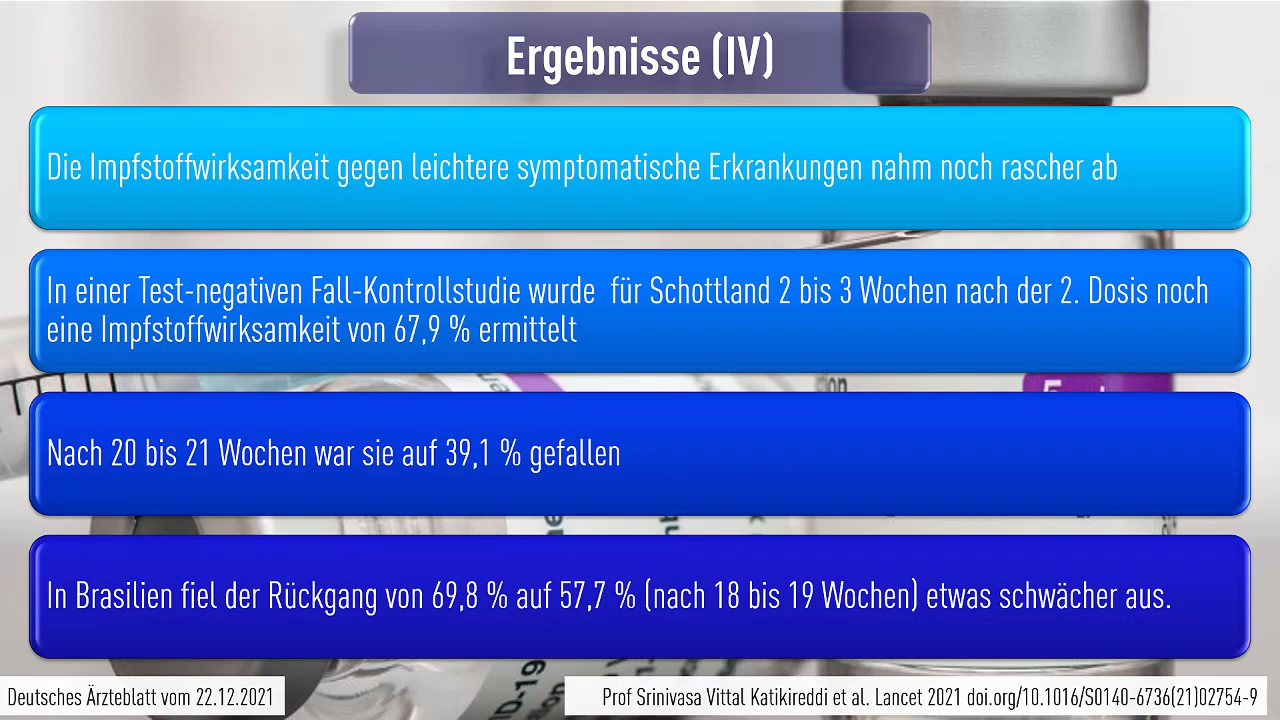 Ergebnisse (IV)
Die Impfstoffwirksamkeit gegen leichtere symptomatische Erkrankungen nahm noch rascher ab
In einer Test-negativen Fall-Kontrollstudie wurde  für Schottland 2 bis 3 Wochen nach der 2. Dosis noch
eine Impfstoffwirksamkeit von 67,9 % ermittelt
Nach 20 bis 21 Wochen war sie auf 39,1 % gefallen
In Brasilien fiel der Rückgang von 69,8 % auf 57,7 % (nach 18 bis 19 Wochen) etwas schwächer aus.
Deutsches Ärzteblatt vom 22.12.2021
Prof Srinivasa Vittal Katikireddi et al. Lancet 2021 doi.org/10.1016/S0140-6736(21)02754-9